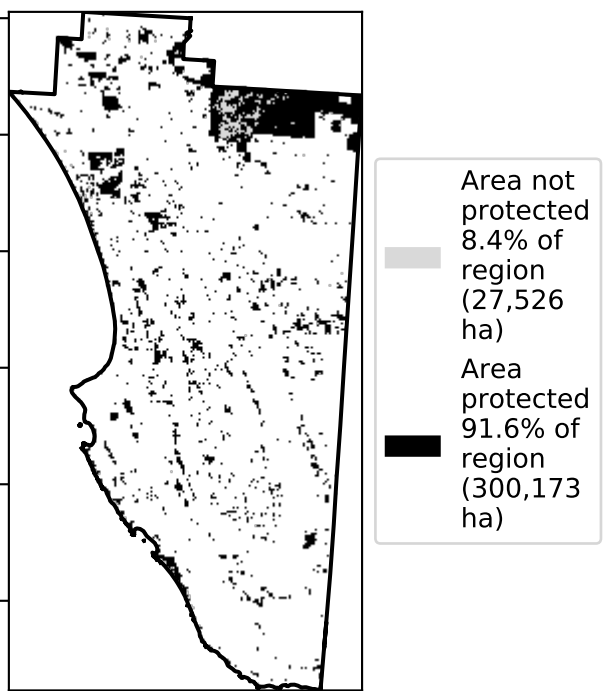 Area not
protected
8.4% of
region
(27,526
ha)
Area
protected
91.6% of
region
(300,173
ha)